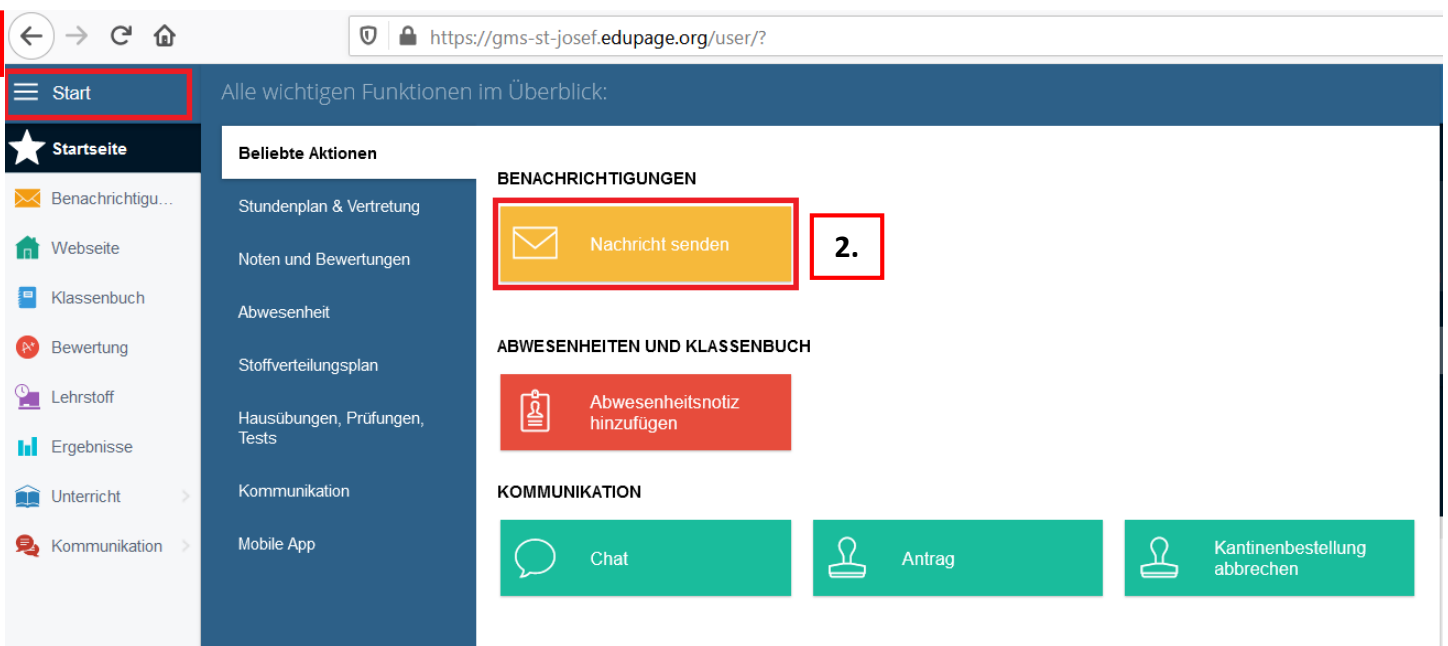 https://gms-st-josef.edupage.org/user/?
Start
Alle wichtigen Funktionen im Überblick:
Startseite
Benachrichtigu...
Webseite
Klassenbuch
A+
Bewertung
Lehrstoff
Ergebnisse
Unterricht
Kommunikation
Beliebte Aktionen
Stundenplan & Vertretung
Noten und Bewertungen
Abwesenheit
Stoffverteilungsplan
Hausübungen, Prüfungen,
Tests
Kommunikation
Mobile App
BENACHRICHTIGUNGEN
Nachricht senden
2.
ABWESENHEITEN UND KLASSENBUCH
Abwesenheitsnotiz
hinzufügen
KOMMUNIKATION
Chat
Antrag
Kantinenbestellung
abbrechen